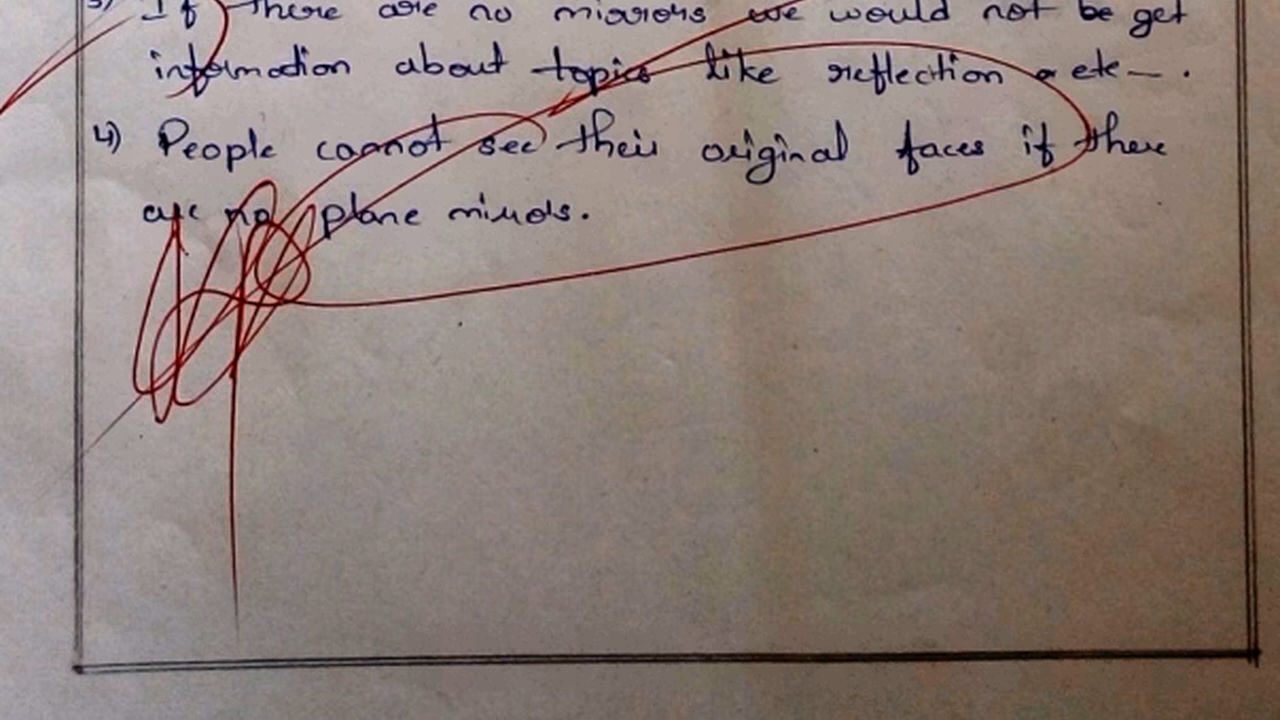 3) If there are no mirrors we would not be get
information about topics like reflection etc.
4) People cannot see their original faces if there
are no plane mirrors.